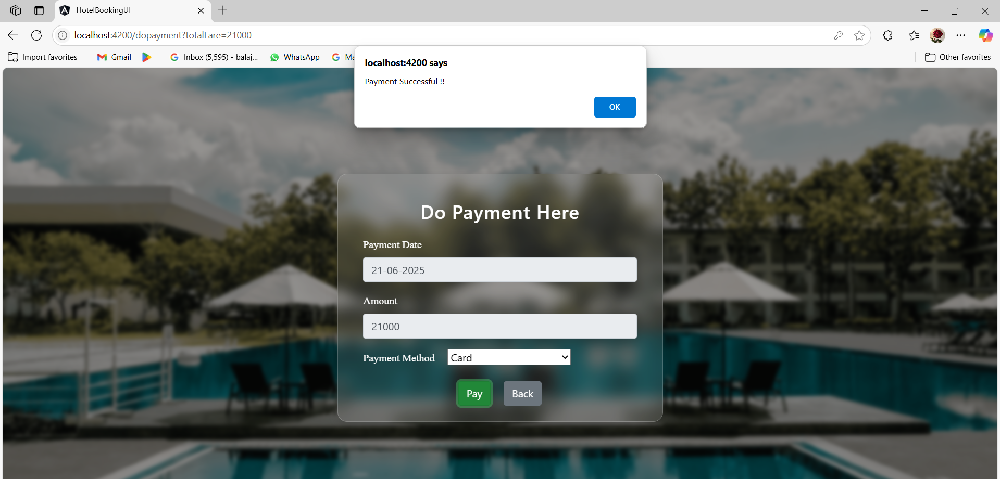 HotelBookingUI
localhost:4200/dopayment?totalFare=21000
Import favorites
Gmail
Inbox (5,595) - balaj...
WhatsApp
Other favorites
localhost:4200 says
Payment Successful !!
OK
Do Payment Here
Payment Date
21-06-2025
Amount
21000
Payment Method
Card
Pay
Back